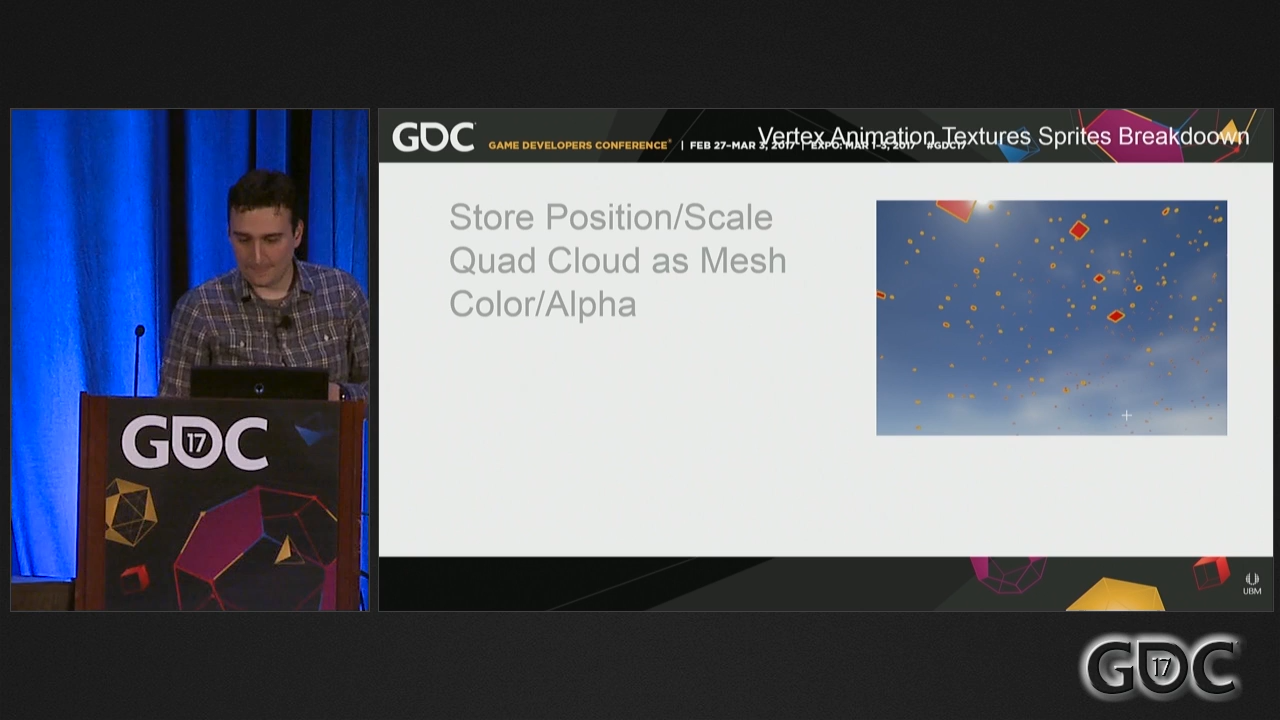 GDC
GAME DEVELOPERS CONFERENCE® | FEB 27–MAR 3, 2017 | EXPO: MAR 1–3, 2017 #GDC17
Vertex Animation Textures Sprites Breakdoown
Store Position/Scale
Quad Cloud as Mesh
Color/Alpha
GDC
17
UBM
GDC
17